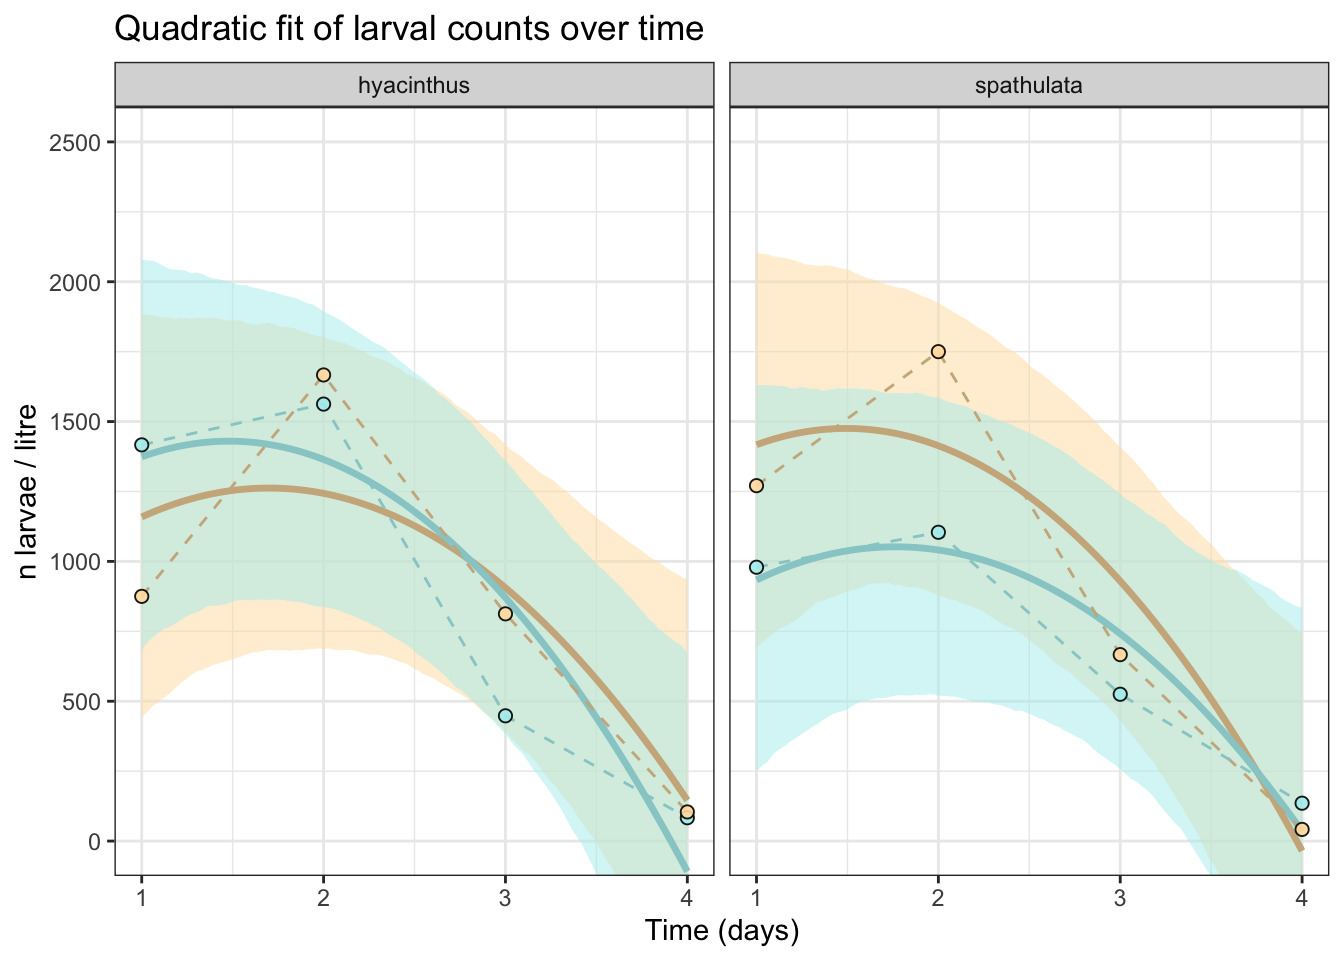 Quadratic fit of larval counts over time
hyacinthus
spathulata
n larvae / litre
2500
2000
1500
1000
500
0
1 2 3 4
1 2 3 4
Time (days)